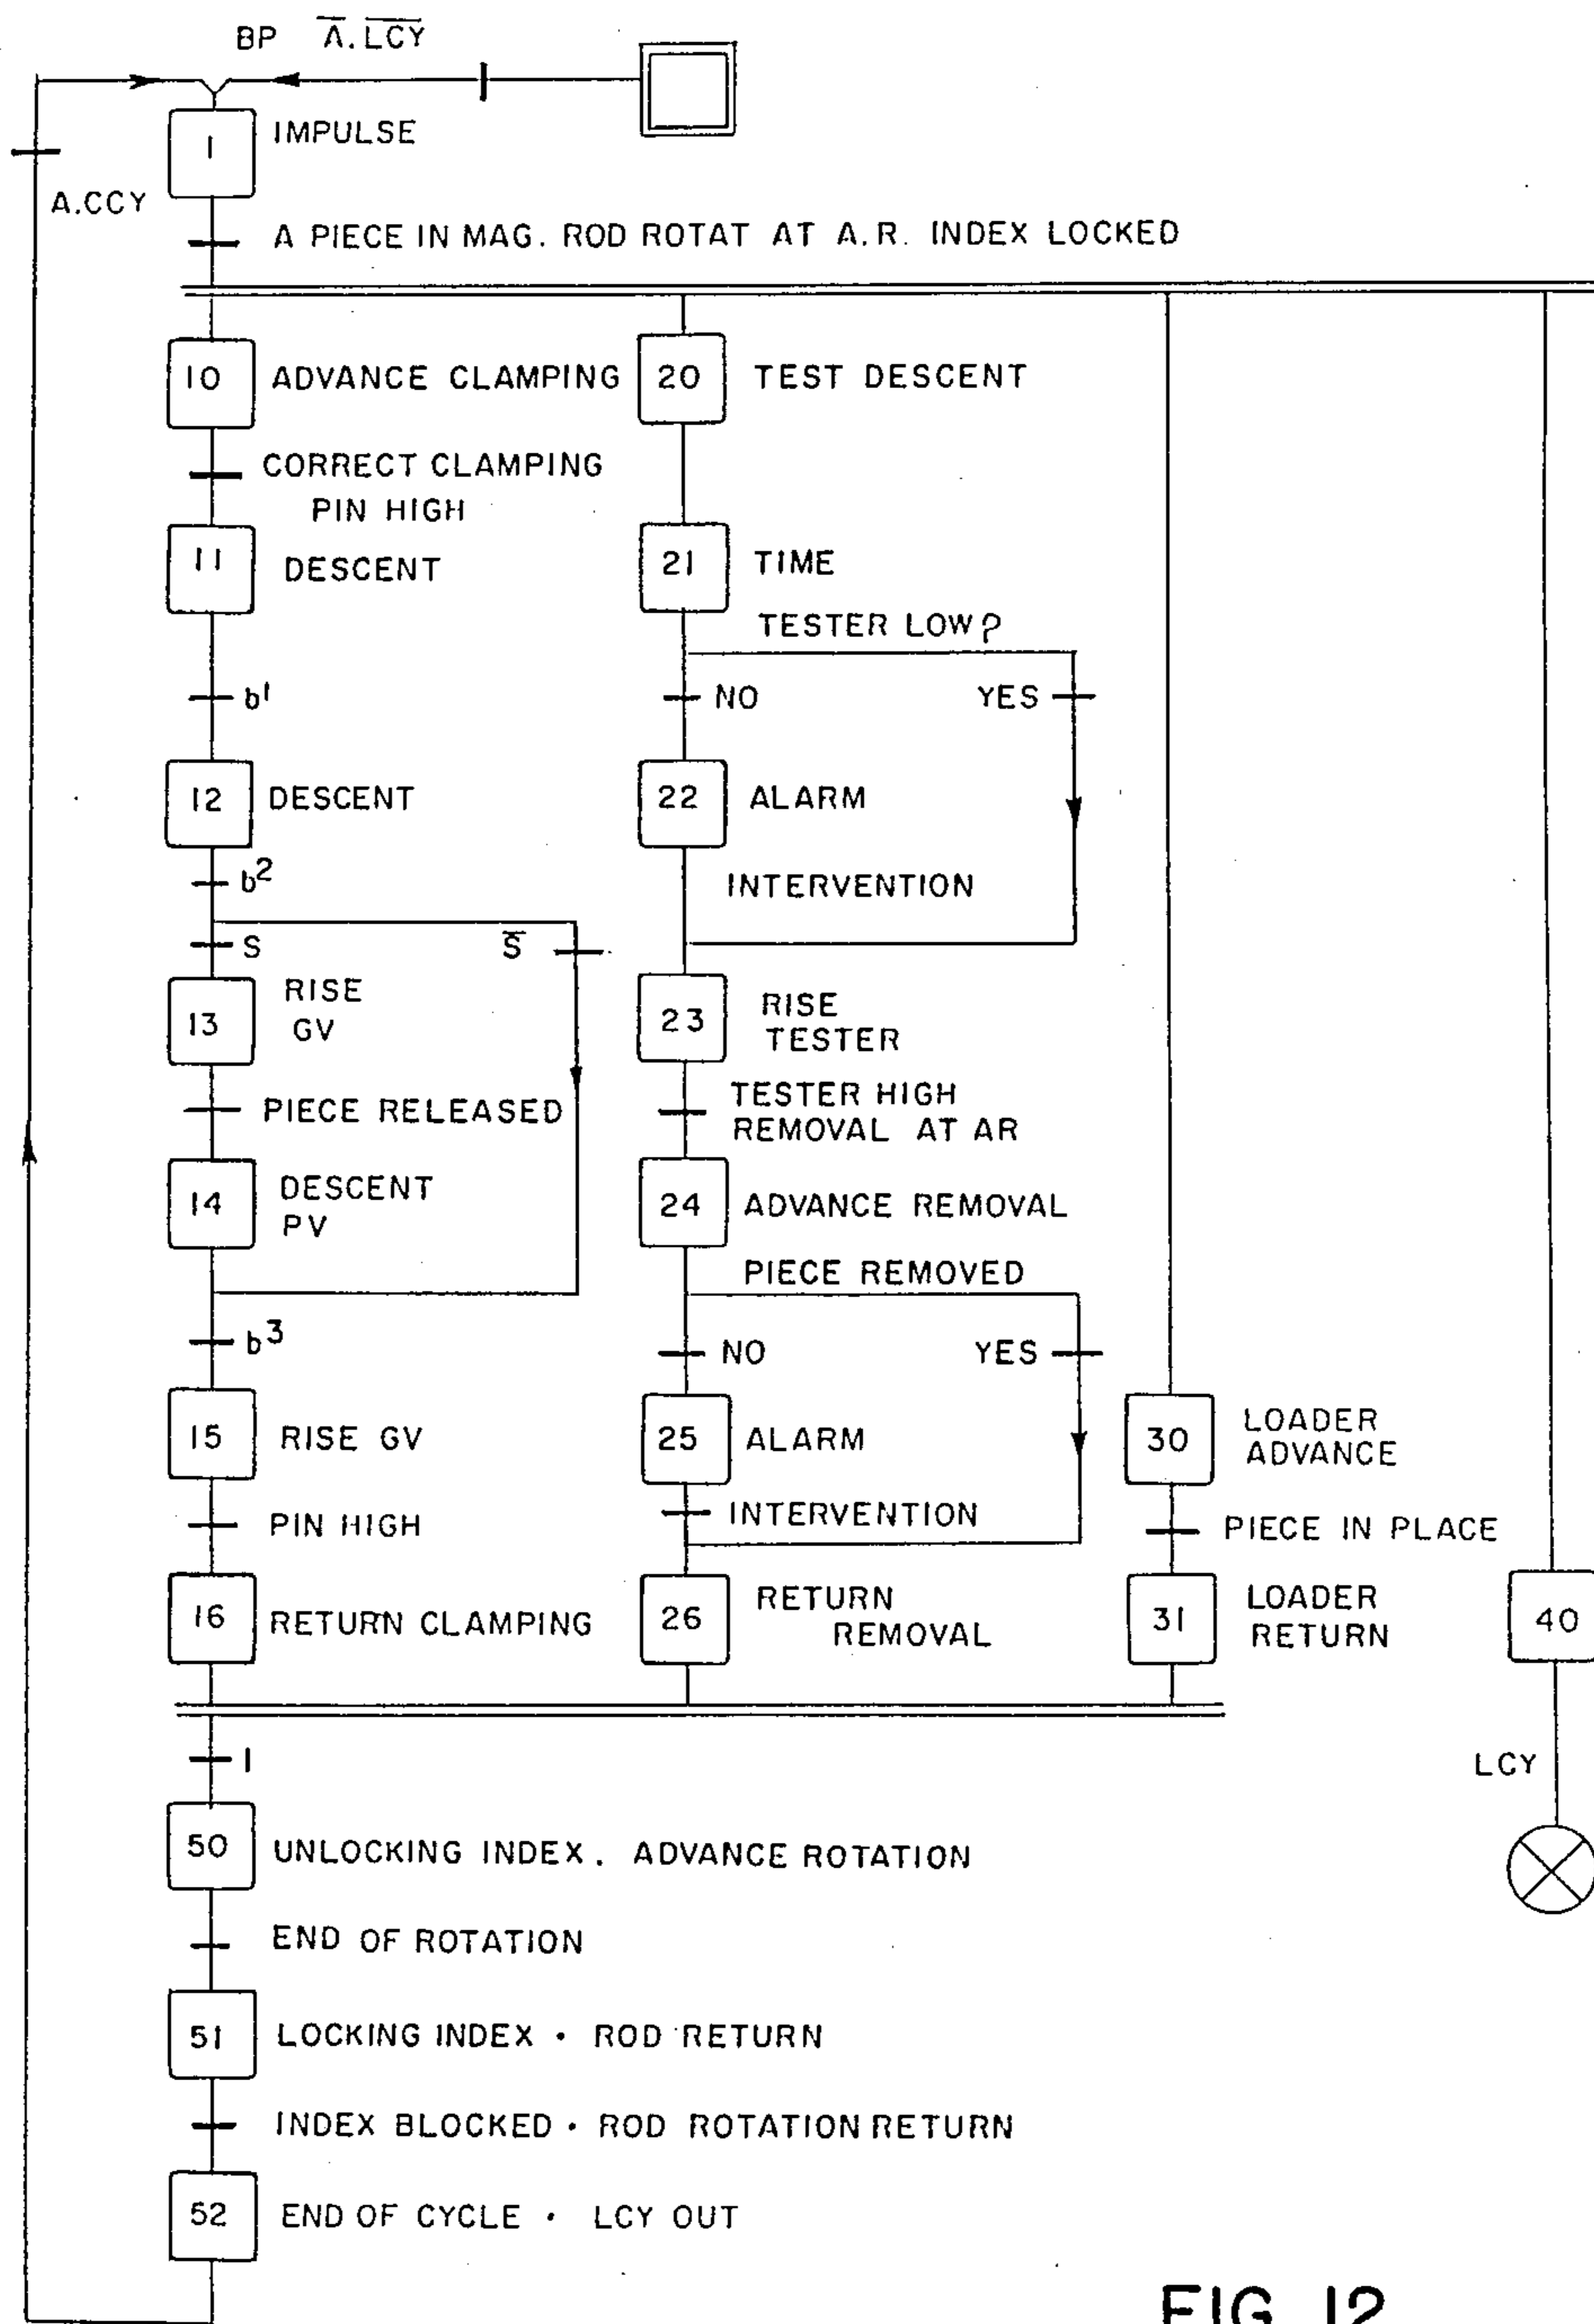 BP A̅.L̅C̅Y̅
1 IMPULSE
A.CCY
A PIECE IN MAG. ROD ROTAT AT A.R. INDEX LOCKED
10 ADVANCE CLAMPING
20 TEST DESCENT
CORRECT CLAMPING
PIN HIGH
11 DESCENT
21 TIME
TESTER LOW?
b¹
NO
YES
12 DESCENT
22 ALARM
b²
INTERVENTION
S
S̅
13 RISE
GV
23 RISE
TESTER
PIECE RELEASED
TESTER HIGH
REMOVAL AT AR
14 DESCENT
PV
24 ADVANCE REMOVAL
PIECE REMOVED
b³
NO
YES
15 RISE GV
25 ALARM
30 LOADER
ADVANCE
PIN HIGH
INTERVENTION
PIECE IN PLACE
16 RETURN CLAMPING
26 RETURN
REMOVAL
31 LOADER
RETURN
40
1
LCY
50 UNLOCKING INDEX. ADVANCE ROTATION
END OF ROTATION
51 LOCKING INDEX · ROD RETURN
INDEX BLOCKED · ROD ROTATION RETURN
52 END OF CYCLE · LCY OUT
FIG. 12